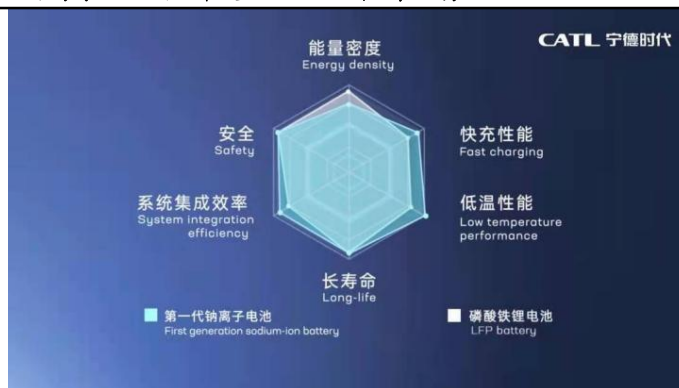 CATL 宁德时代
能量密度
Energy density
安全
Safety
快充性能
Fast charging
系统集成效率
System integration
efficiency
低温性能
Low temperature
performance
长寿命
Long-life
第一代钠离子电池
First generation sodium-ion battery
磷酸铁锂电池
LFP battery